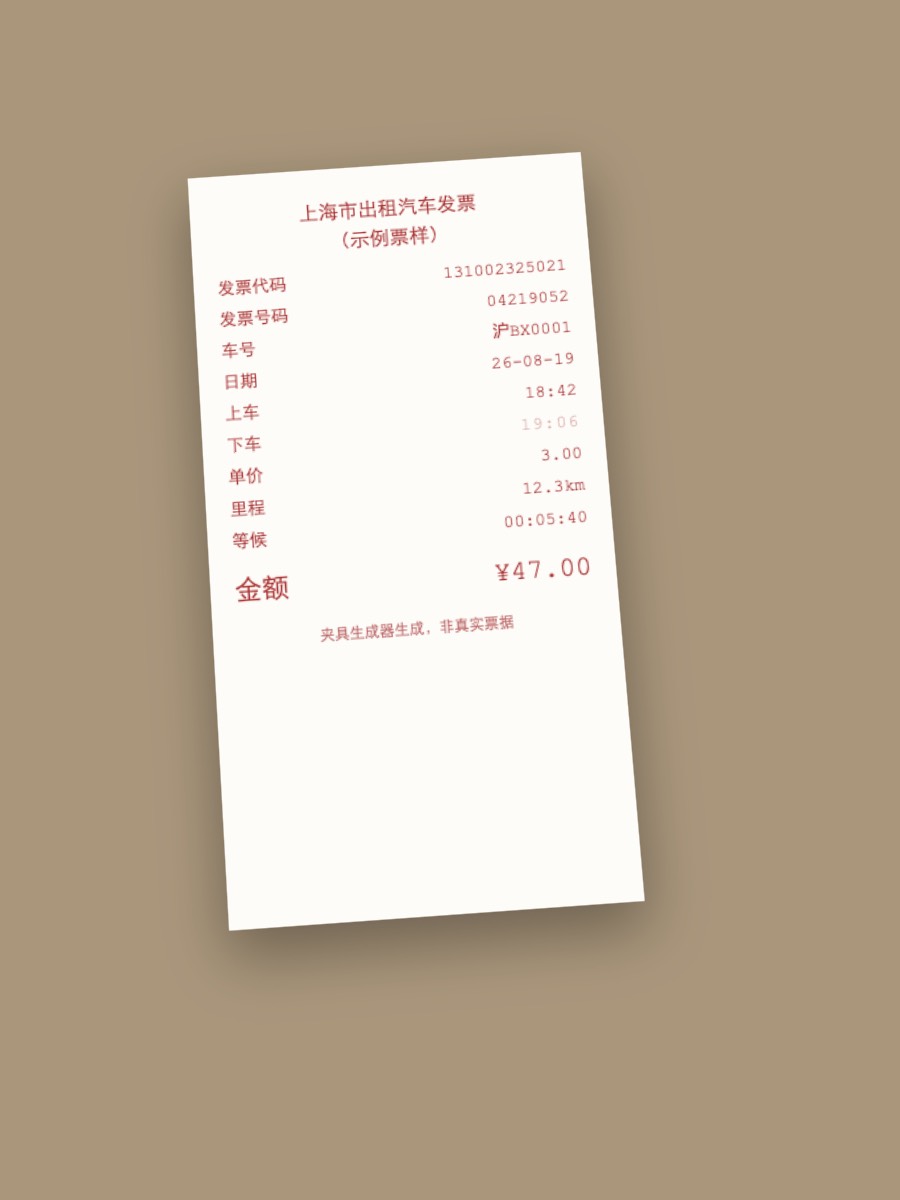 上海市出租汽车发票
（示例票样）
发票代码 131002325021
发票号码 04219052
车号 沪BX0001
日期 26-08-19
上车 18:42
下车 19:06
单价 3.00
里程 12.3km
等候 00:05:40
金额 ¥47.00
夹具生成器生成，非真实票据